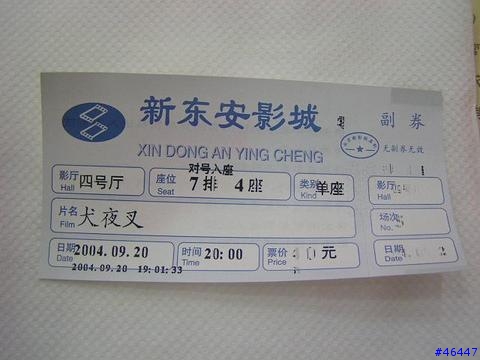 新东安影城
副 券
XIN DONG AN YING CHENG
无副券无效
对号入座
影厅 Hall 四号厅 座位 Seat 7排 4座 类别 Kind 单座 影厅 Hall
片名 Film 犬夜叉 场次 No.
日期 Date 2004.09.20 时间 Time 20:00 票价 Price 元 日期 Date
2004.09.20 19:01:33
#46447